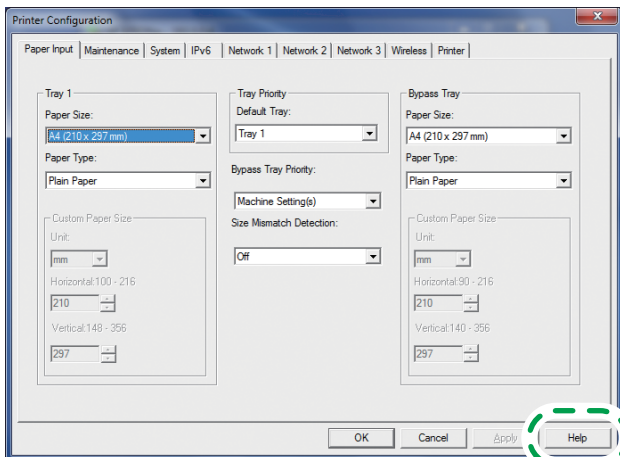 Printer Configuration
Paper Input Maintenance System IPv6 Network 1 Network 2 Network 3 Wireless Printer
Tray 1
Paper Size:
A4 (210 x 297 mm)
Paper Type:
Plain Paper
Custom Paper Size
Unit:
mm
Horizontal:100 - 216
210
Vertical:148 - 356
297
Tray Priority
Default Tray:
Tray 1
Bypass Tray Priority:
Machine Setting(s)
Size Mismatch Detection:
Off
Bypass Tray
Paper Size:
A4 (210 x 297 mm)
Paper Type:
Plain Paper
Custom Paper Size
Unit:
mm
Horizontal:90 - 216
210
Vertical:140 - 356
297
OK Cancel Apply Help